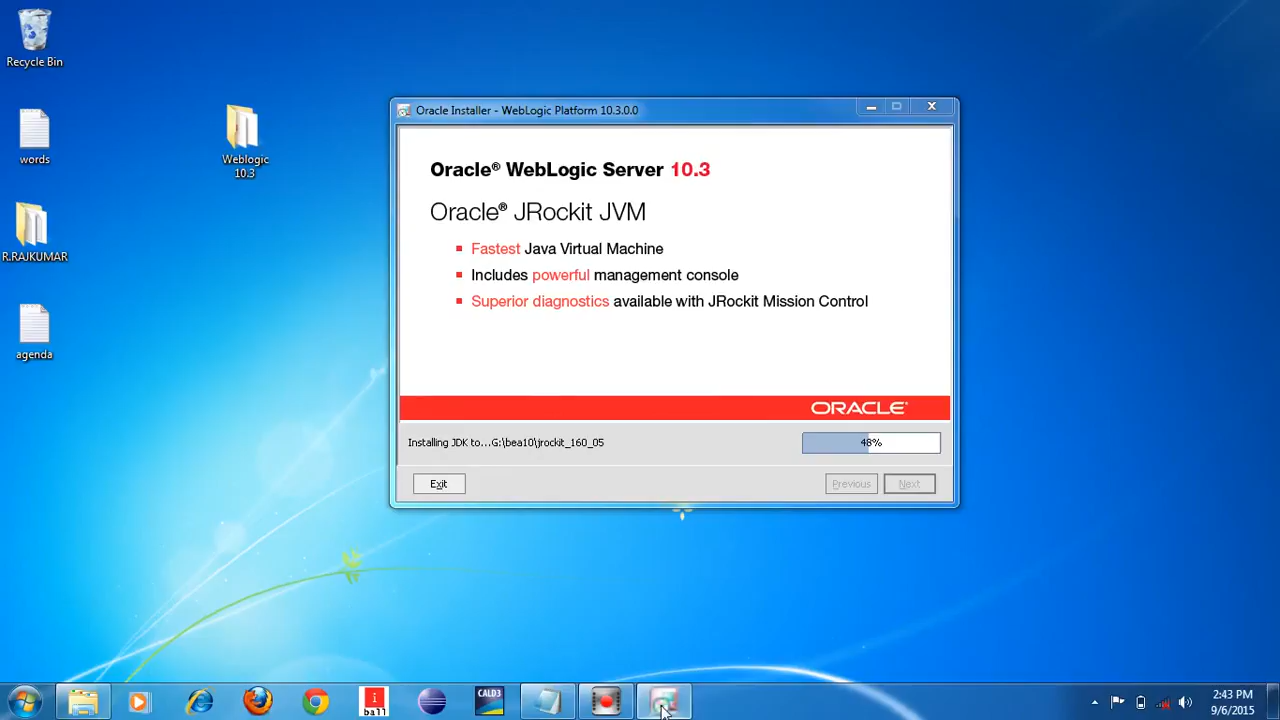 Recycle Bin
words
Weblogic
10.3
R.RAJKUMAR
agenda
Oracle Installer - WebLogic Platform 10.3.0.0
Oracle® WebLogic Server 10.3
Oracle® JRockit JVM
Fastest Java Virtual Machine
Includes powerful management console
Superior diagnostics available with JRockit Mission Control
ORACLE®
Installing JDK to...G:\bea10\jrockit_160_05
48%
Exit
Previous
Next
i
ball
CALD3
2:43 PM
9/6/2015